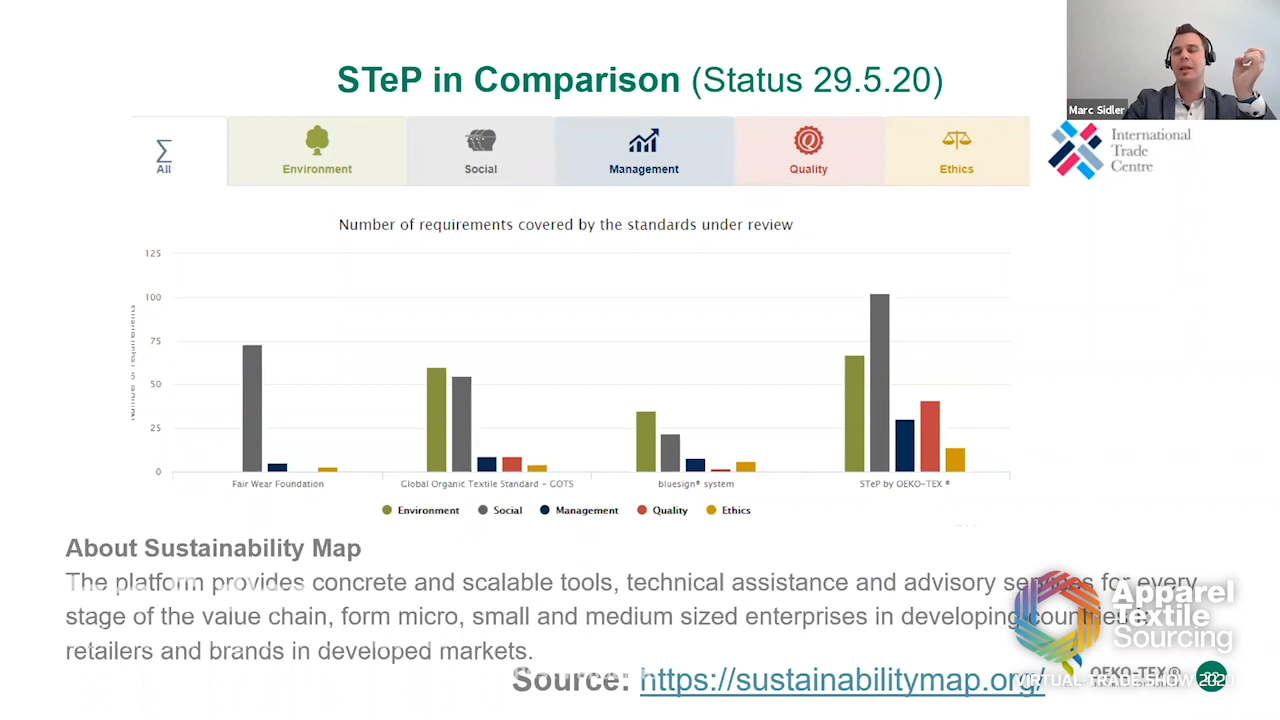 STeP in Comparison (Status 29.5.20)
Marc Sidler
International
Trade
Centre
∑
All
Environment
Social
Management
Quality
Ethics
Number of requirements covered by the standards under review
125
100
75
50
25
0
Fair Wear Foundation
Global Organic Textile Standard - GOTS
bluesign® system
STeP by OEKO-TEX ®
Environment
Social
Management
Quality
Ethics
About Sustainability Map
The platform provides concrete and scalable tools, technical assistance and advisory services for every
stage of the value chain, form micro, small and medium sized enterprises in developing countries
retailers and brands in developed markets.
Apparel
Textile
Sourcing
Source: https://sustainabilitymap.org/
OEKO-TEX®
VIRTUAL TRADE SHOW 2020